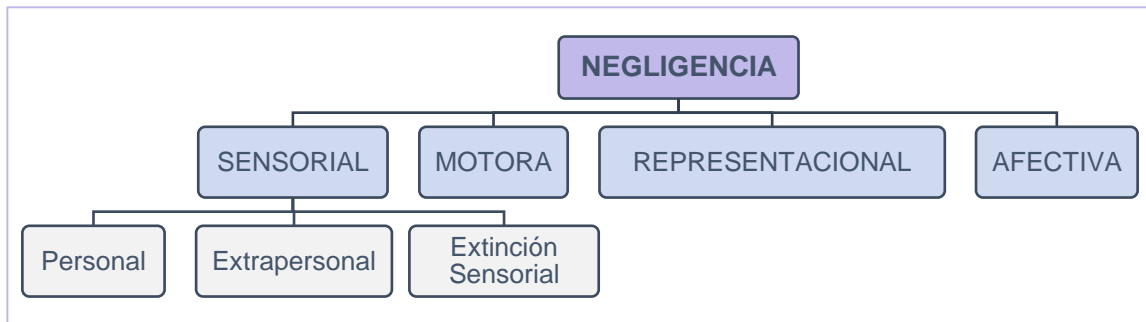 NEGLIGENCIA
SENSORIAL
MOTORA
REPRESENTACIONAL
AFECTIVA
Personal
Extrapersonal
Extinción
Sensorial